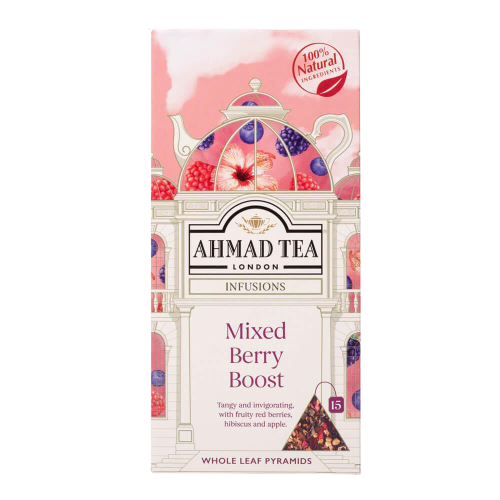 100%
Natural
INGREDIENTS
AHMAD TEA
LONDON
INFUSIONS
Mixed
Berry
Boost
Tangy and invigorating,
with fruity red berries,
hibiscus and apple.
15
WHOLE LEAF PYRAMIDS